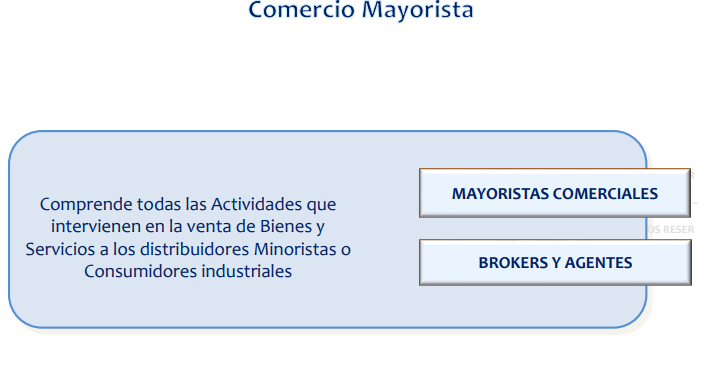 Comercio Mayorista
Comprende todas las Actividades que
intervienen en la venta de Bienes y
Servicios a los distribuidores Minoristas o
Consumidores industriales
MAYORISTAS COMERCIALES
BROKERS Y AGENTES